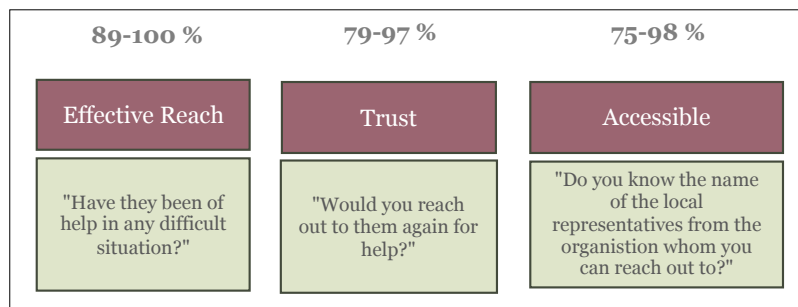 89-100 %
79-97 %
75-98 %
Effective Reach
Trust
Accessible
"Have they been of
help in any difficult
situation?"
"Would you reach
out to them again for
help?"
"Do you know the name
of the local
representatives from the
organistion whom you
can reach out to?"